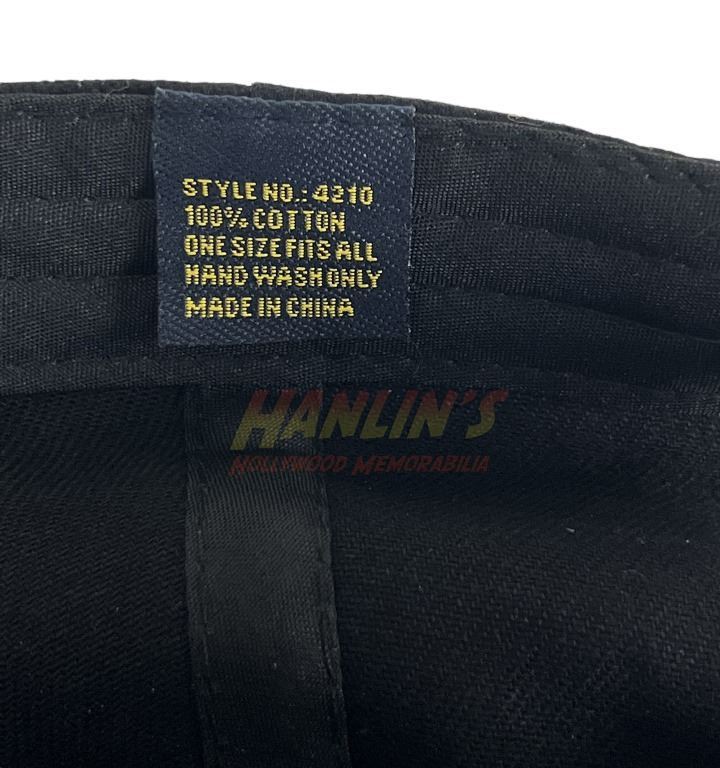 STYLE NO.: 4210
100% COTTON
ONE SIZE FITS ALL
HAND WASH ONLY
MADE IN CHINA
HANLIN'S
HOLLYWOOD MEMORABILIA